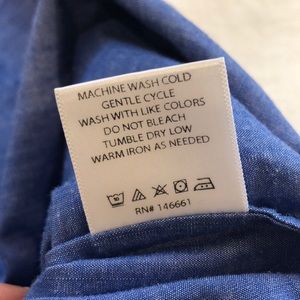 MACHINE WASH COLD
GENTLE CYCLE
WASH WITH LIKE COLORS
DO NOT BLEACH
TUMBLE DRY LOW
WARM IRON AS NEEDED
RN# 146661